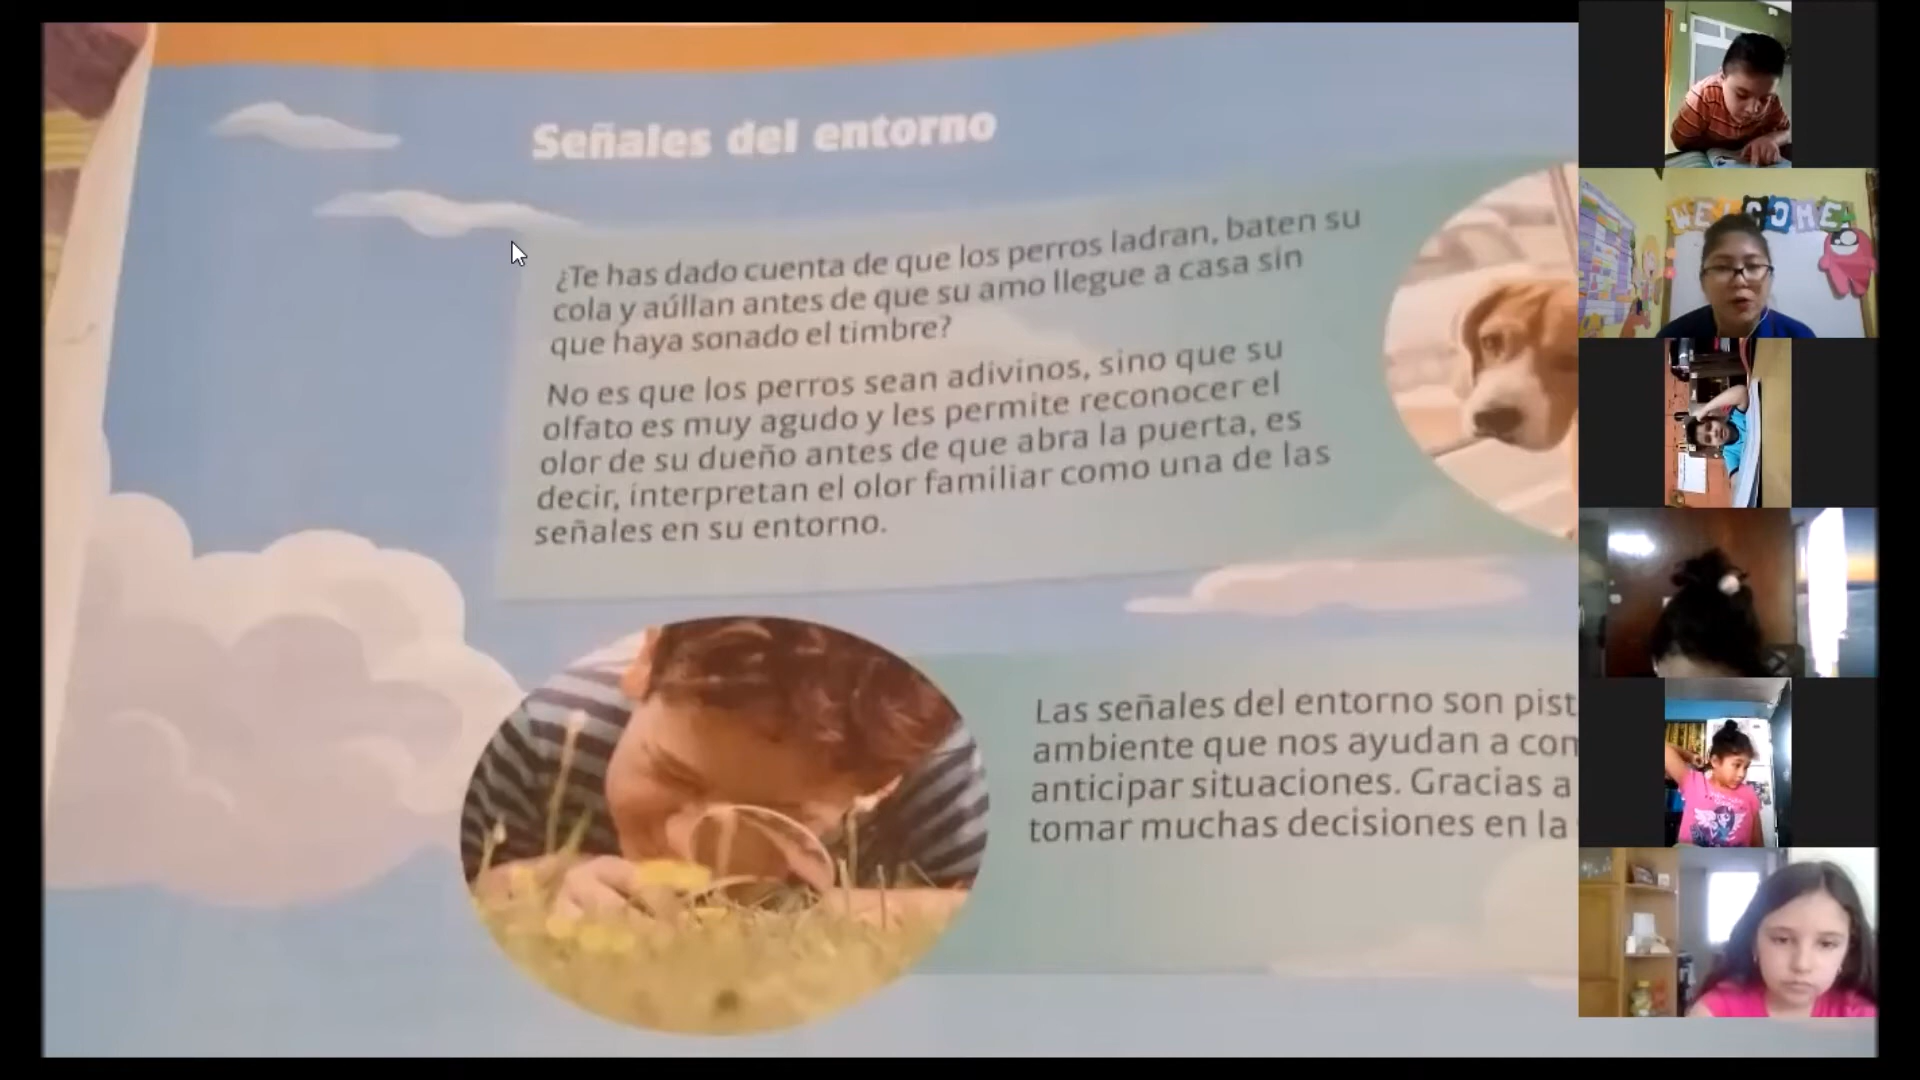 Señales del entorno
¿Te has dado cuenta de que los perros ladran, baten su
cola y aúllan antes de que su amo llegue a casa sin
que haya sonado el timbre?
No es que los perros sean adivinos, sino que su
olfato es muy agudo y les permite reconocer el
olor de su dueño antes de que abra la puerta, es
decir, interpretan el olor familiar como una de las
señales en su entorno.
Las señales del entorno son pist
ambiente que nos ayudan a con
anticipar situaciones. Gracias a
tomar muchas decisiones en la
WELCOME